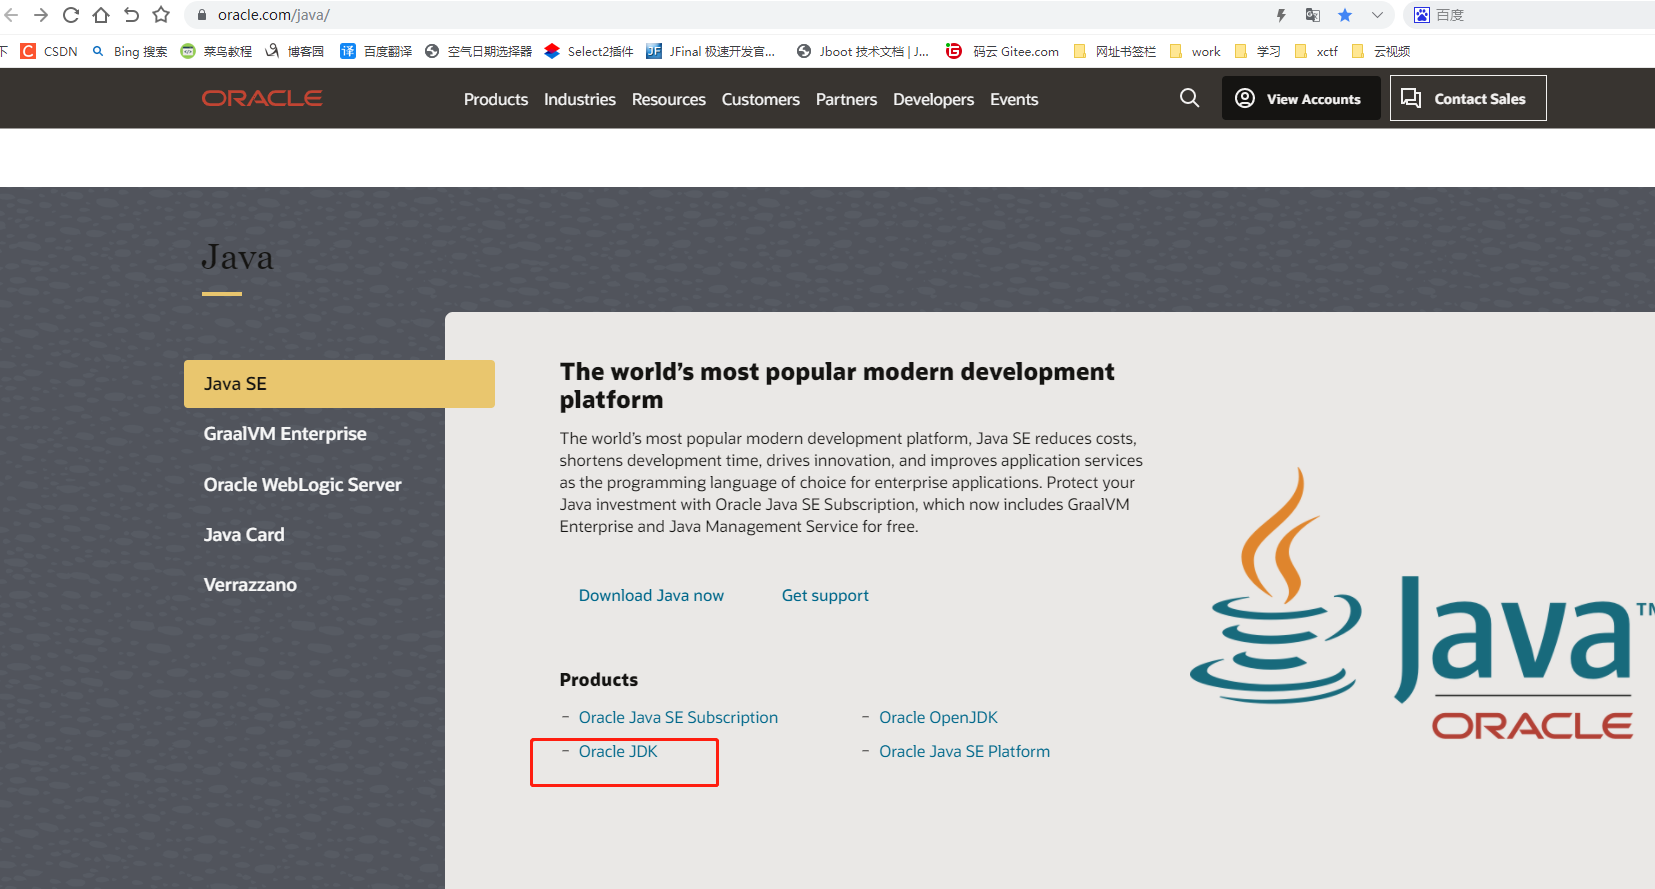 oracle.com/java/
百度
下
CSDN
Bing 搜索
菜鸟教程
博客园
百度翻译
空气日期选择器
Select2插件
JFinal 极速开发官...
Jboot 技术文档 | J...
码云 Gitee.com
网址书签栏
work
学习
xctf
云视频
ORACLE
Products
Industries
Resources
Customers
Partners
Developers
Events
View Accounts
Contact Sales
Java
Java SE
GraalVM Enterprise
Oracle WebLogic Server
Java Card
Verrazzano
The world’s most popular modern development
platform
The world’s most popular modern development platform, Java SE reduces costs,
shortens development time, drives innovation, and improves application services
as the programming language of choice for enterprise applications. Protect your
Java investment with Oracle Java SE Subscription, which now includes GraalVM
Enterprise and Java Management Service for free.
Download Java now
Get support
Products
- Oracle Java SE Subscription
- Oracle OpenJDK
- Oracle JDK
- Oracle Java SE Platform
Java™
ORACLE